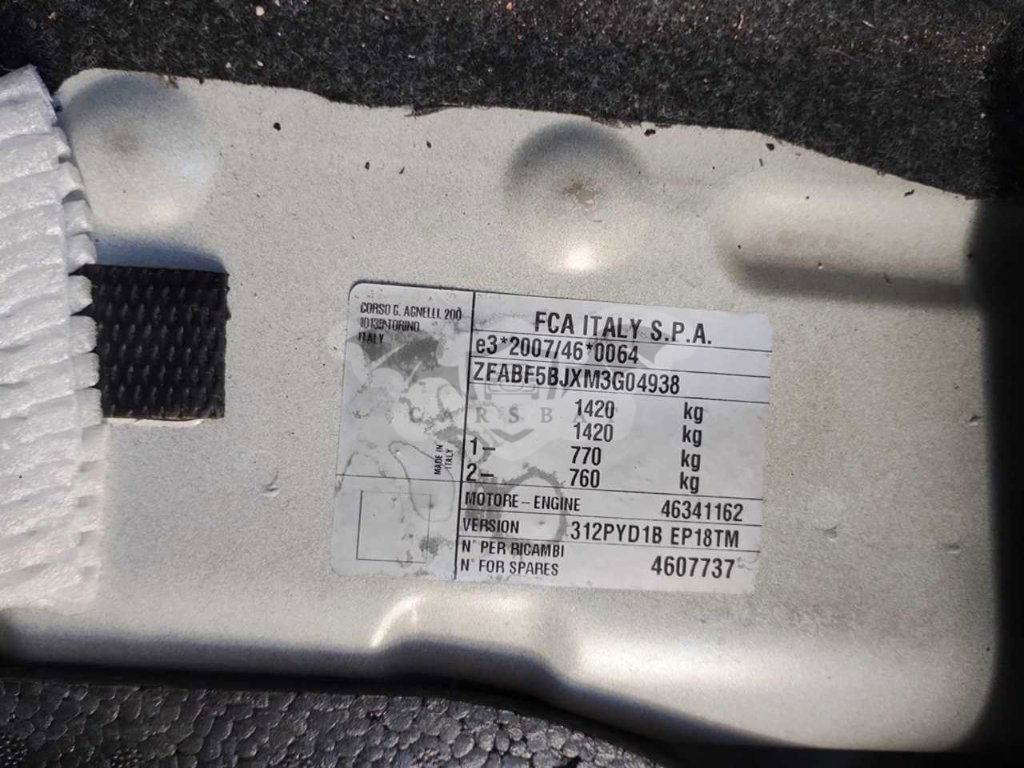 CORSO G. AGNELLI, 200
10135 TORINO
ITALY
FCA ITALY S.P.A.
e3*2007/46*0064
ZFABF5BJXM3G04938
1420 kg
1420 kg
1– 770 kg
2– 760 kg
MADE IN
ITALY
MOTORE – ENGINE 46341162
VERSION 312PYD1B EP18TM
N° PER RICAMBI
N° FOR SPARES 4607737